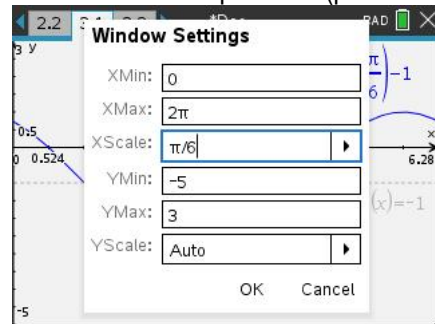 2.2
RAD
Window Settings
XMin: 0
XMax: 2π
XScale: π/6
YMin: -5
YMax: 3
YScale: Auto
OK Cancel
3 y
π
6
)-1
0.5
0 0.524
x
6.28
(x)=-1
-5